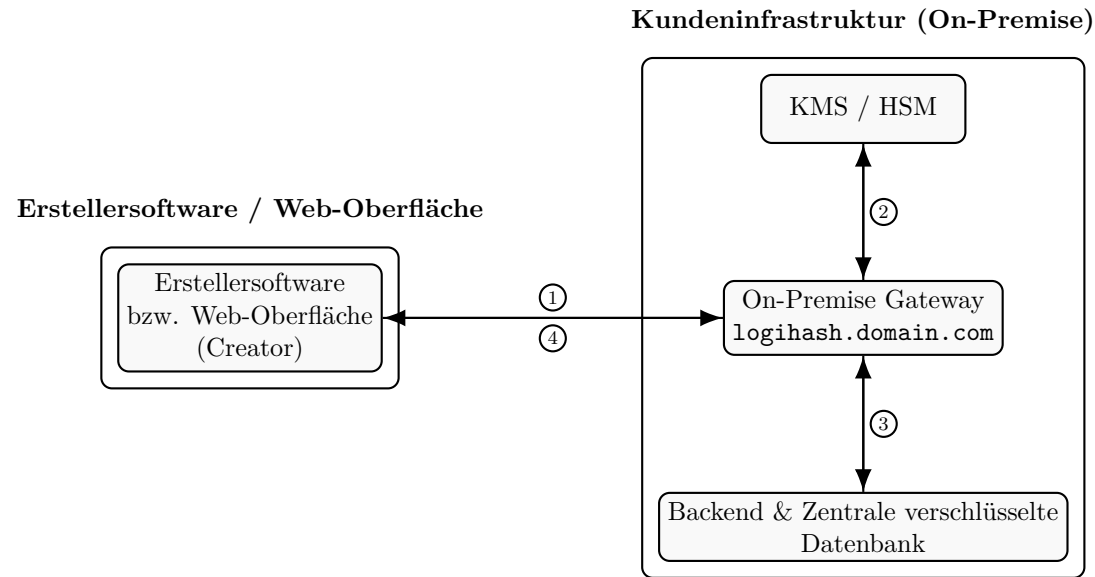 Kundeninfrastruktur (On-Premise)
KMS / HSM
②
Erstellersoftware / Web-Oberfläche
Erstellersoftware
bzw. Web-Oberfläche
(Creator)
①
④
On-Premise Gateway
logihash.domain.com
③
Backend & Zentrale verschlüsselte
Datenbank